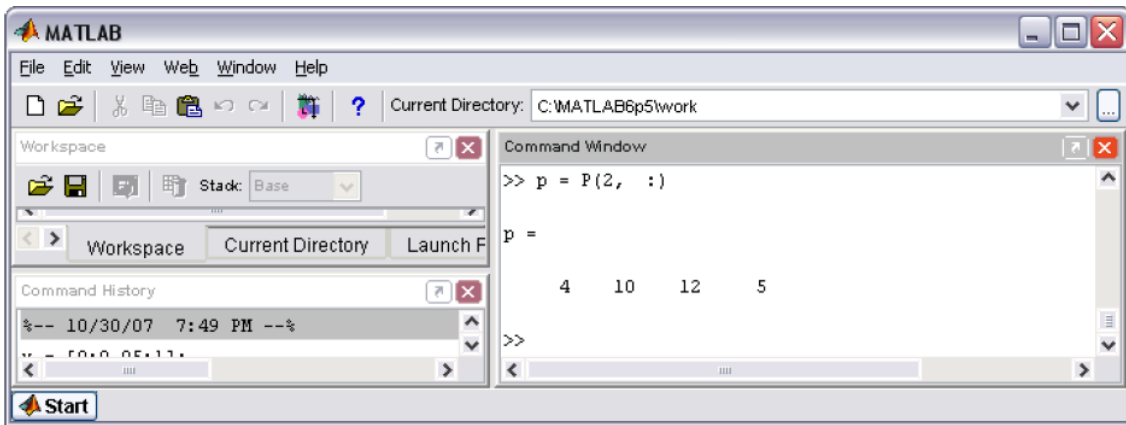 MATLAB
File Edit View Web Window Help
? Current Directory: C:\MATLAB6p5\work ...
Workspace
Stack: Base
Workspace Current Directory Launch F
Command History
%-- 10/30/07 7:49 PM --%
Command Window
>> p = P(2, :)
p =
4 10 12 5
>>
Start